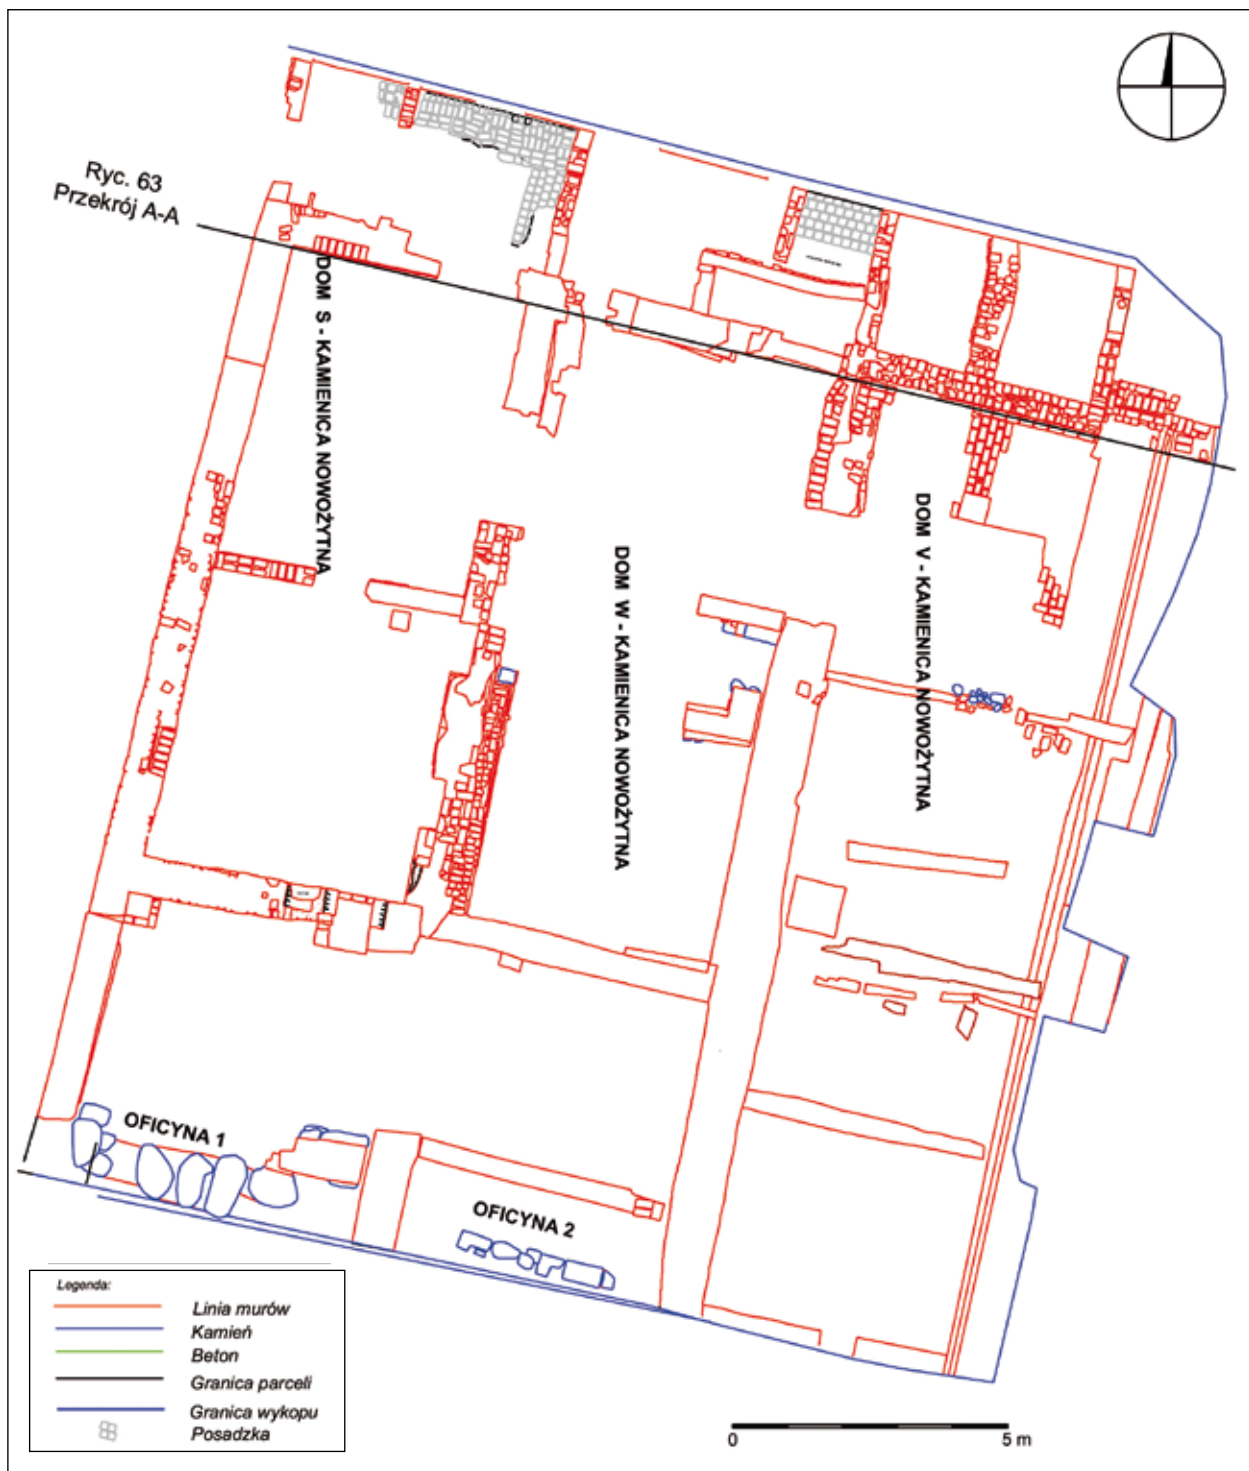 Ryc. 63
Przekrój A-A
DOM S - KAMIENICA NOWOŻYTNA
DOM W - KAMIENICA NOWOŻYTNA
DOM V - KAMIENICA NOWOŻYTNA
OFICYNA 1
OFICYNA 2
Legenda:
Linia murów
Kamień
Beton
Granica parceli
Granica wykopu
Posadzka
0 5 m